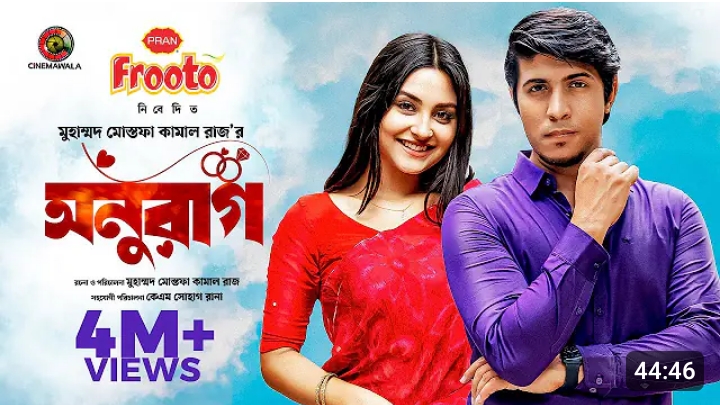 CINEMAWALA
PRAN
Frooto
নি বে দি ত
মুহাম্মদ মোস্তফা কামাল রাজ'র
অনুরাগ
রচনা ও পরিচালনা মুহাম্মদ মোস্তফা কামাল রাজ
সহযোগী পরিচালনা কেএম সোহাগ রানা
4M+
VIEWS
44:46